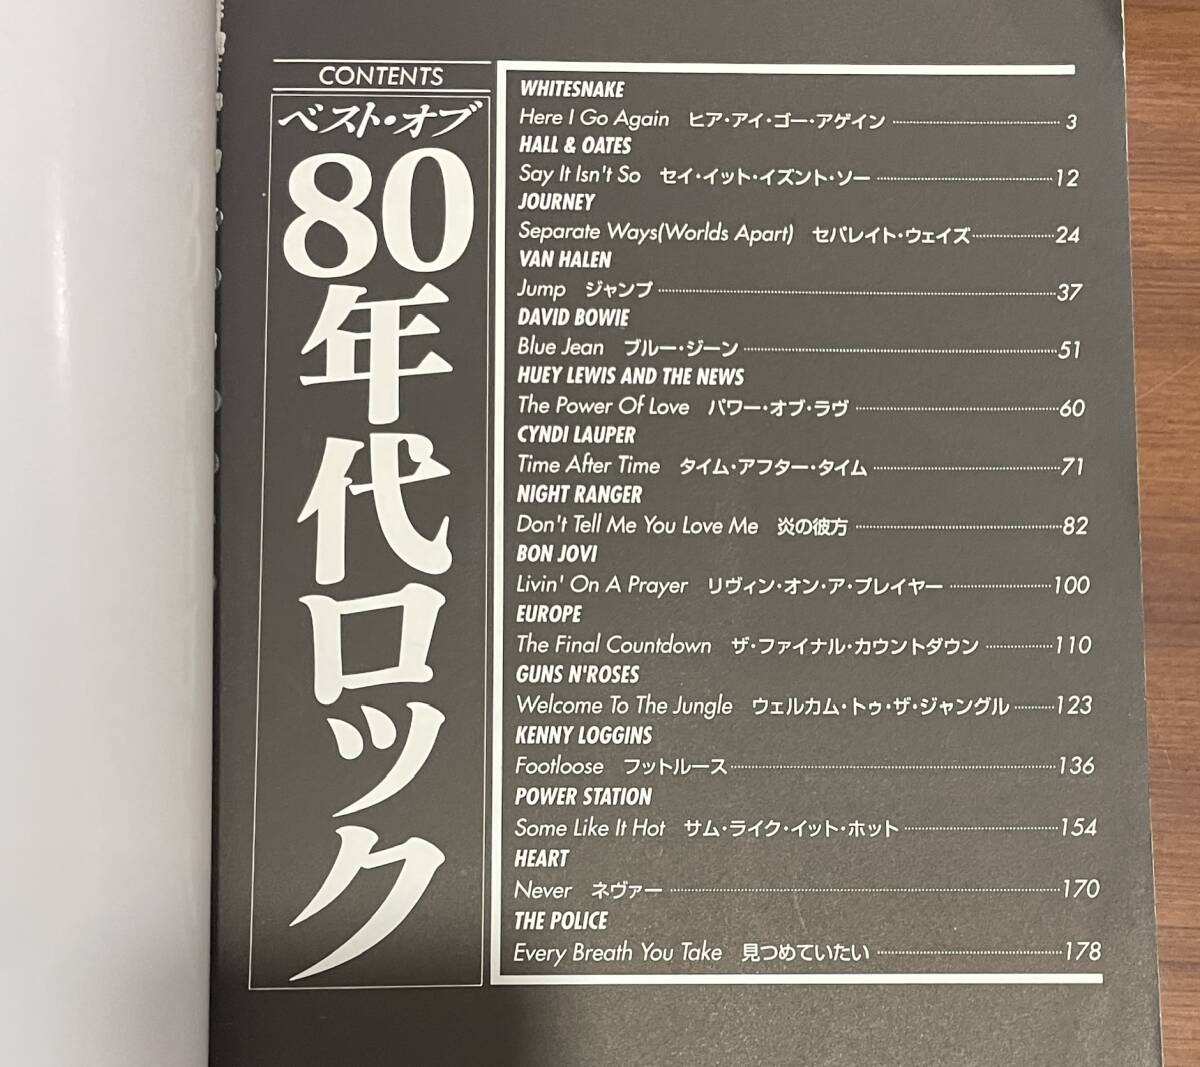 CONTENTS
ベスト・オブ
80年代ロック
WHITESNAKE
Here I Go Again ヒア・アイ・ゴー・アゲイン 3
HALL & OATES
Say It Isn't So セイ・イット・イズント・ソー 12
JOURNEY
Separate Ways(Worlds Apart) セパレイト・ウェイズ 24
VAN HALEN
Jump ジャンプ 37
DAVID BOWIE
Blue Jean ブルー・ジーン 51
HUEY LEWIS AND THE NEWS
The Power Of Love パワー・オブ・ラヴ 60
CYNDI LAUPER
Time After Time タイム・アフター・タイム 71
NIGHT RANGER
Don't Tell Me You Love Me 炎の彼方 82
BON JOVI
Livin' On A Prayer リヴィン・オン・ア・プレイヤー 100
EUROPE
The Final Countdown ザ・ファイナル・カウントダウン 110
GUNS N'ROSES
Welcome To The Jungle ウェルカム・トゥ・ザ・ジャングル 123
KENNY LOGGINS
Footloose フットルース 136
POWER STATION
Some Like It Hot サム・ライク・イット・ホット 154
HEART
Never ネヴァー 170
THE POLICE
Every Breath You Take 見つめていたい 178